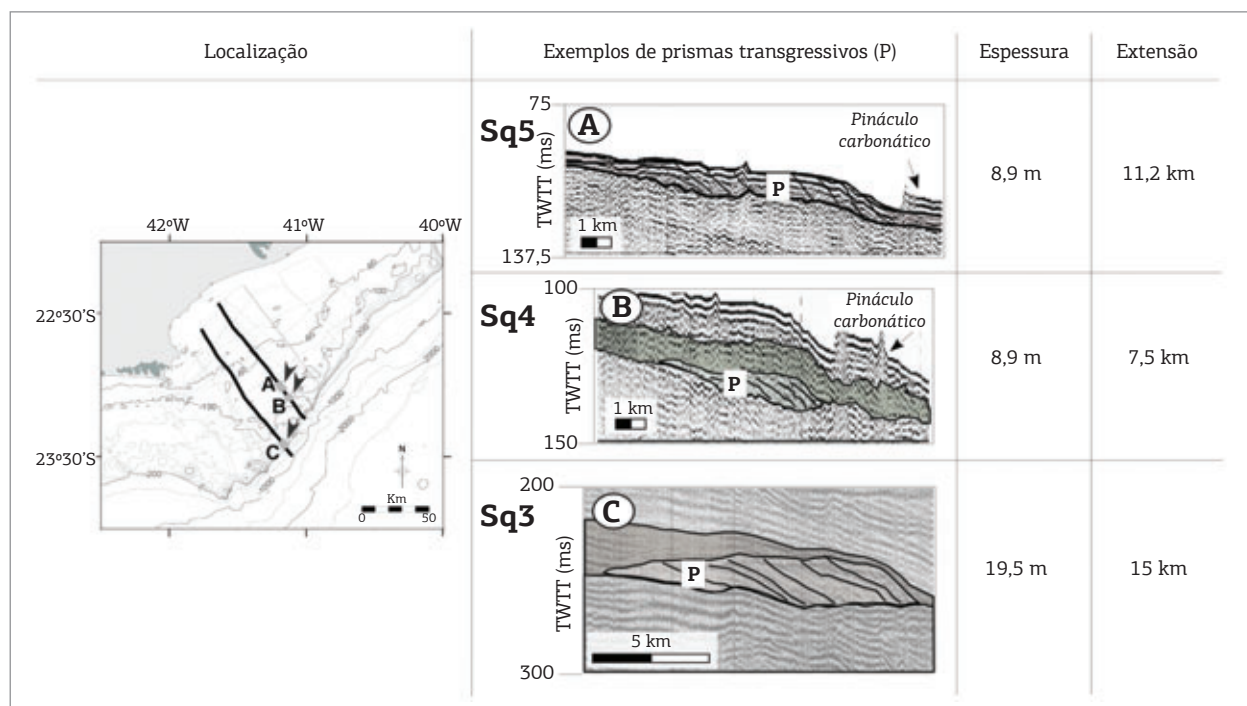 Localização
Exemplos de prismas transgressivos (P)
Espessura
Extensão
42ºW
41ºW
40ºW
22º30'S
23º30'S
A
B
C
N
Km
0
50
Sq5
A
75
TWTT (ms)
137,5
Pináculo
carbonático
P
1 km
8,9 m
11,2 km
Sq4
B
100
TWTT (ms)
150
Pináculo
carbonático
P
1 km
8,9 m
7,5 km
Sq3
C
200
TWTT (ms)
300
P
5 km
19,5 m
15 km